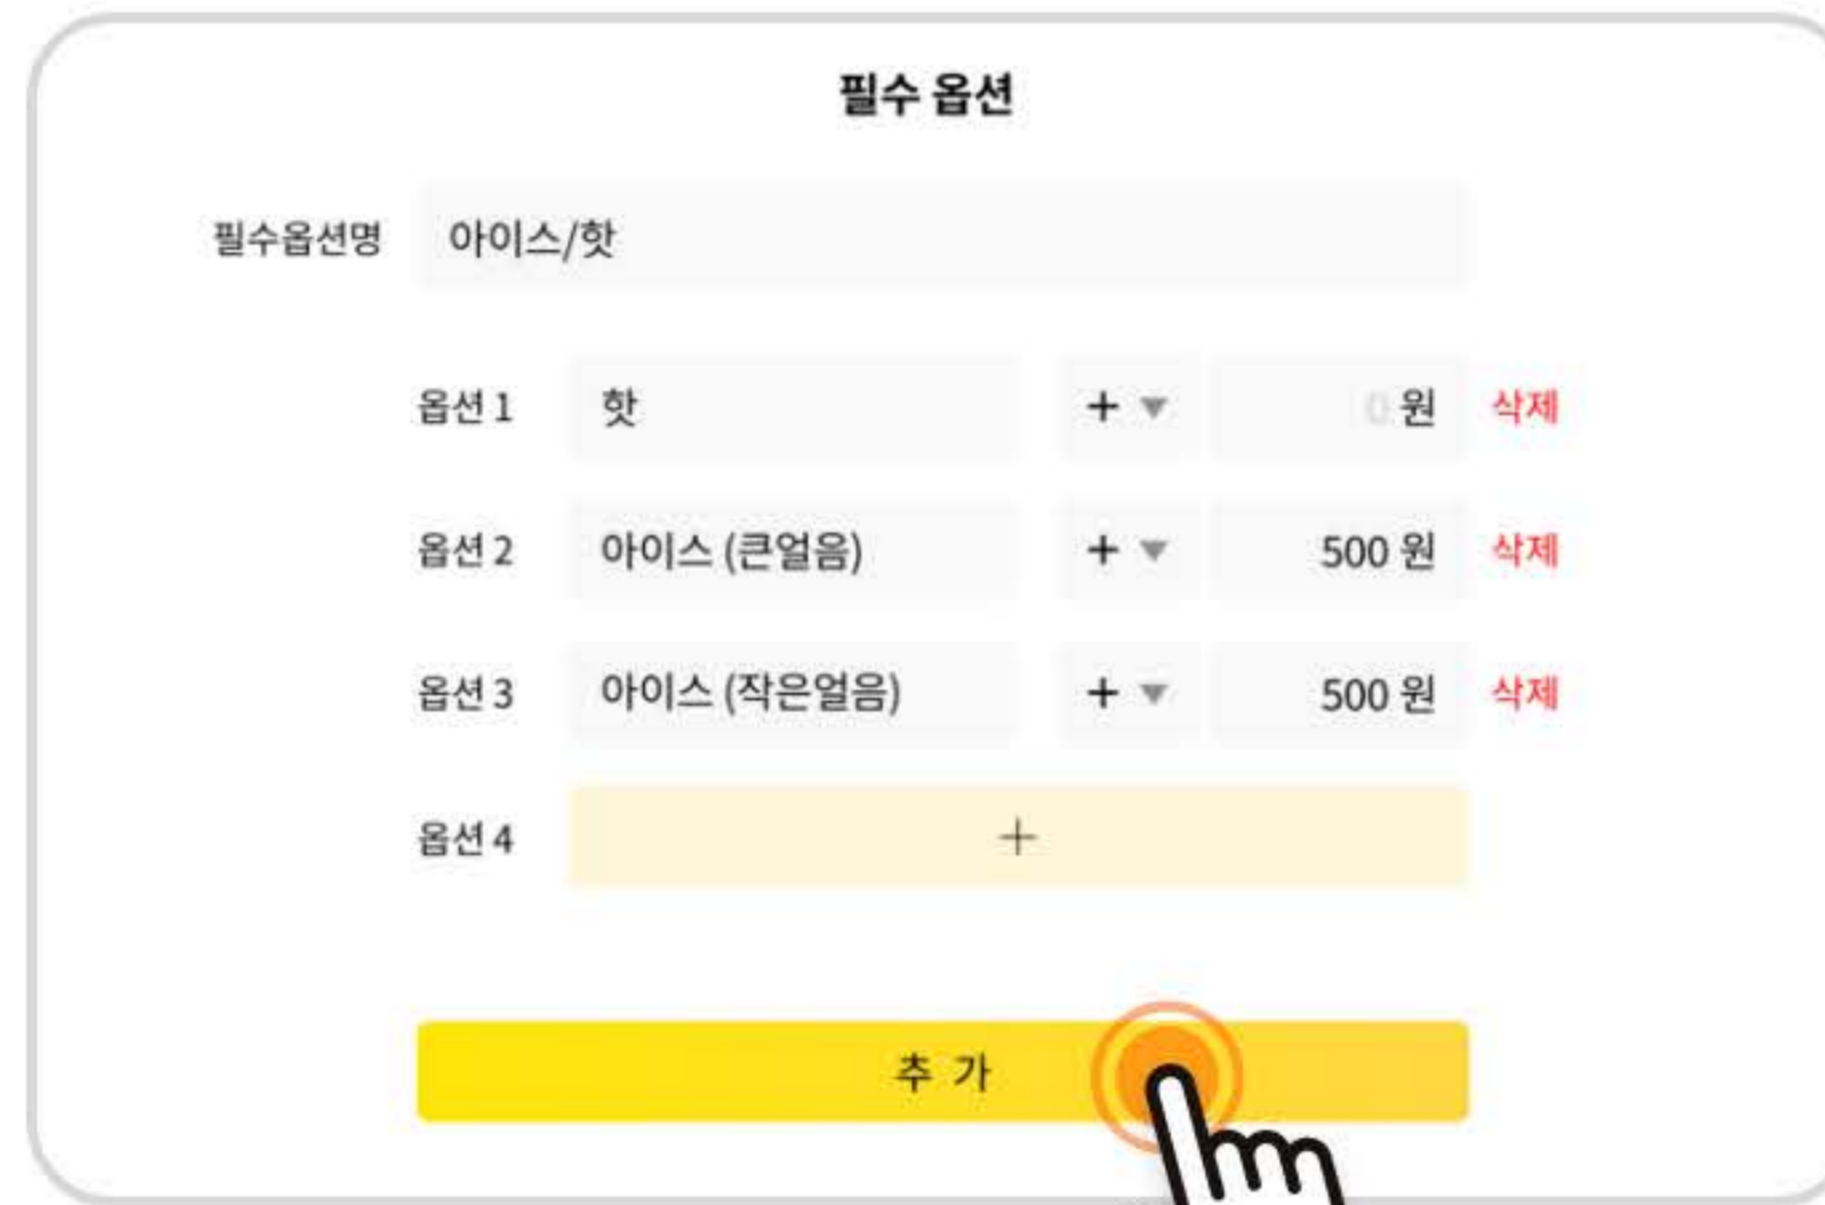 필수 옵션
필수옵션명 아이스/핫
옵션 1 핫 + ▼ 0 원 삭제
옵션 2 아이스 (큰얼음) + ▼ 500 원 삭제
옵션 3 아이스 (작은얼음) + ▼ 500 원 삭제
옵션 4 +
추 가